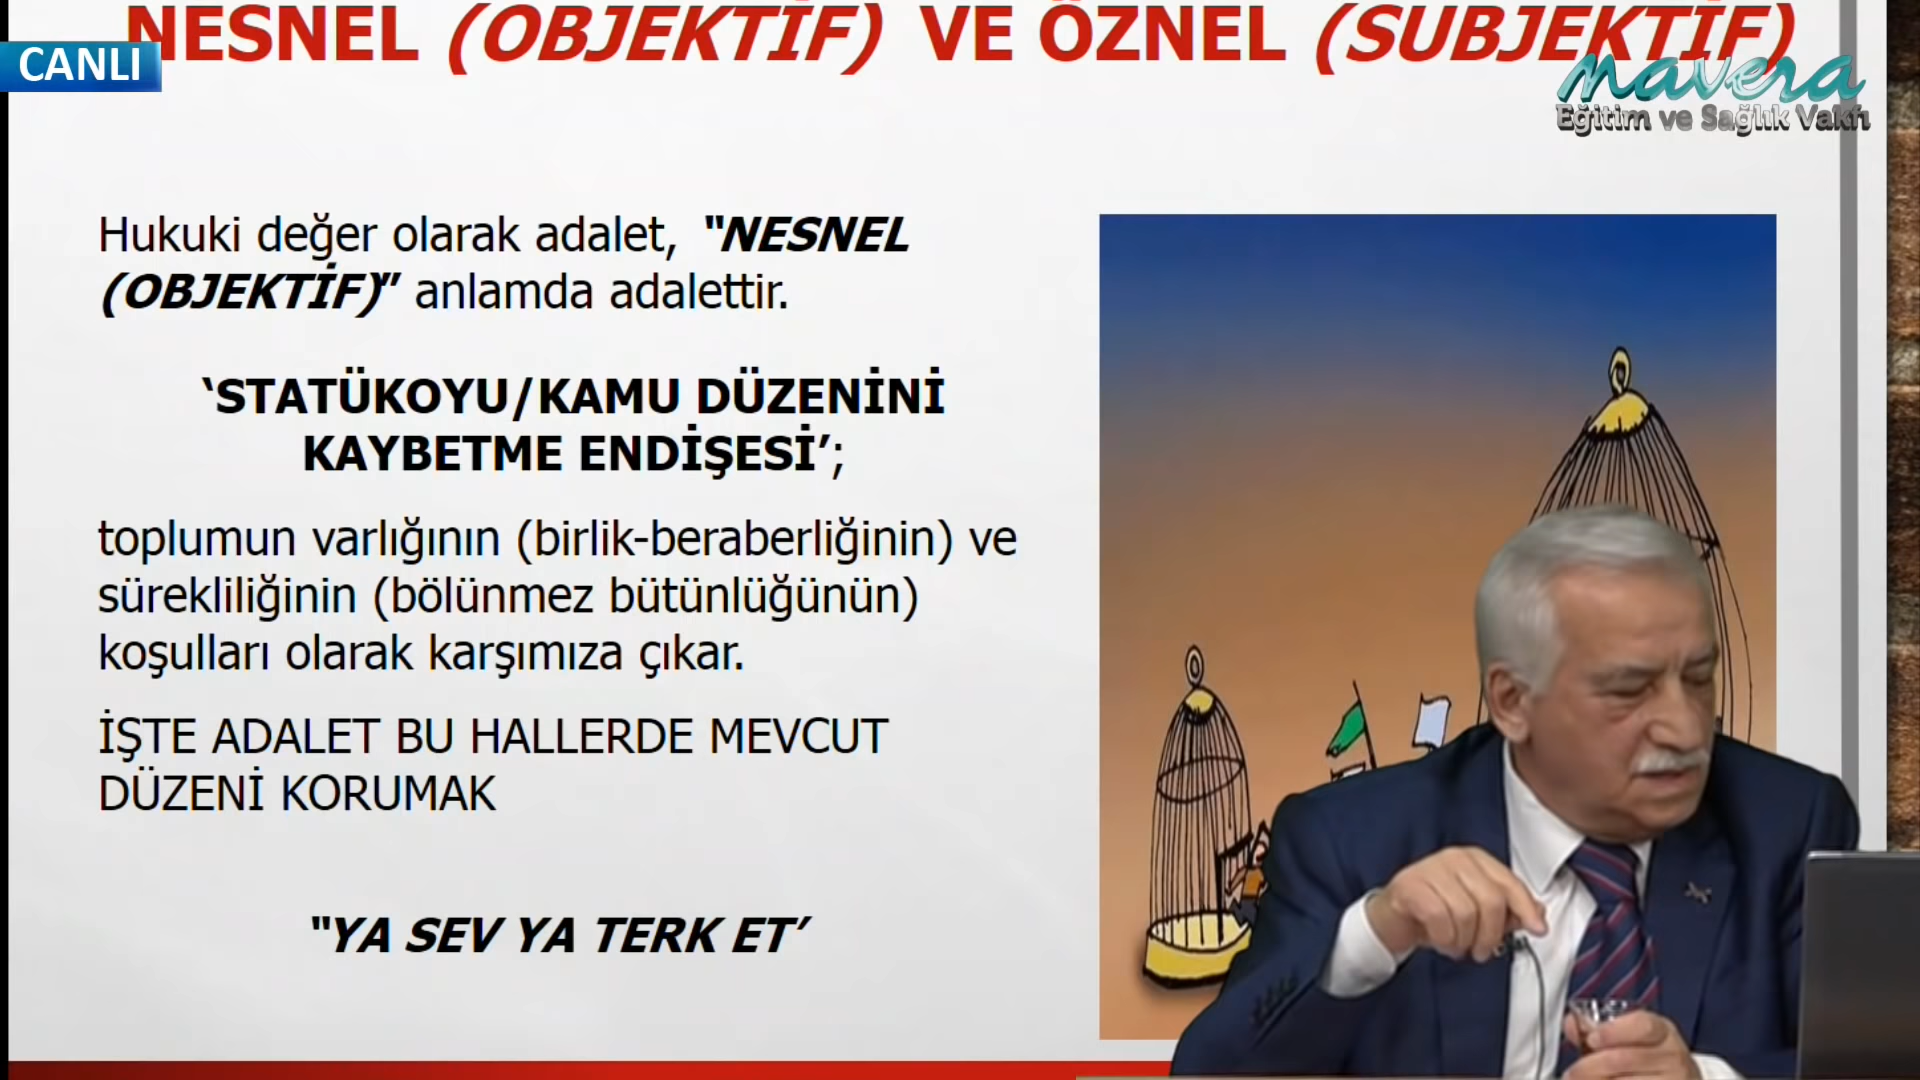 NESNEL (OBJEKTİF) VE ÖZNEL (SUBJEKTİF)
CANLI
mavera
Eğitim ve Sağlık Vakfı
Hukuki değer olarak adalet, "NESNEL
(OBJEKTİF)" anlamda adalettir.
‘STATÜKOYU/KAMU DÜZENİNİ
KAYBETME ENDİŞESİ’;
toplumun varlığının (birlik-beraberliğinin) ve
sürekliliğinin (bölünmez bütünlüğünün)
koşulları olarak karşımıza çıkar.
İŞTE ADALET BU HALLERDE MEVCUT
DÜZENİ KORUMAK
"YA SEV YA TERK ET’